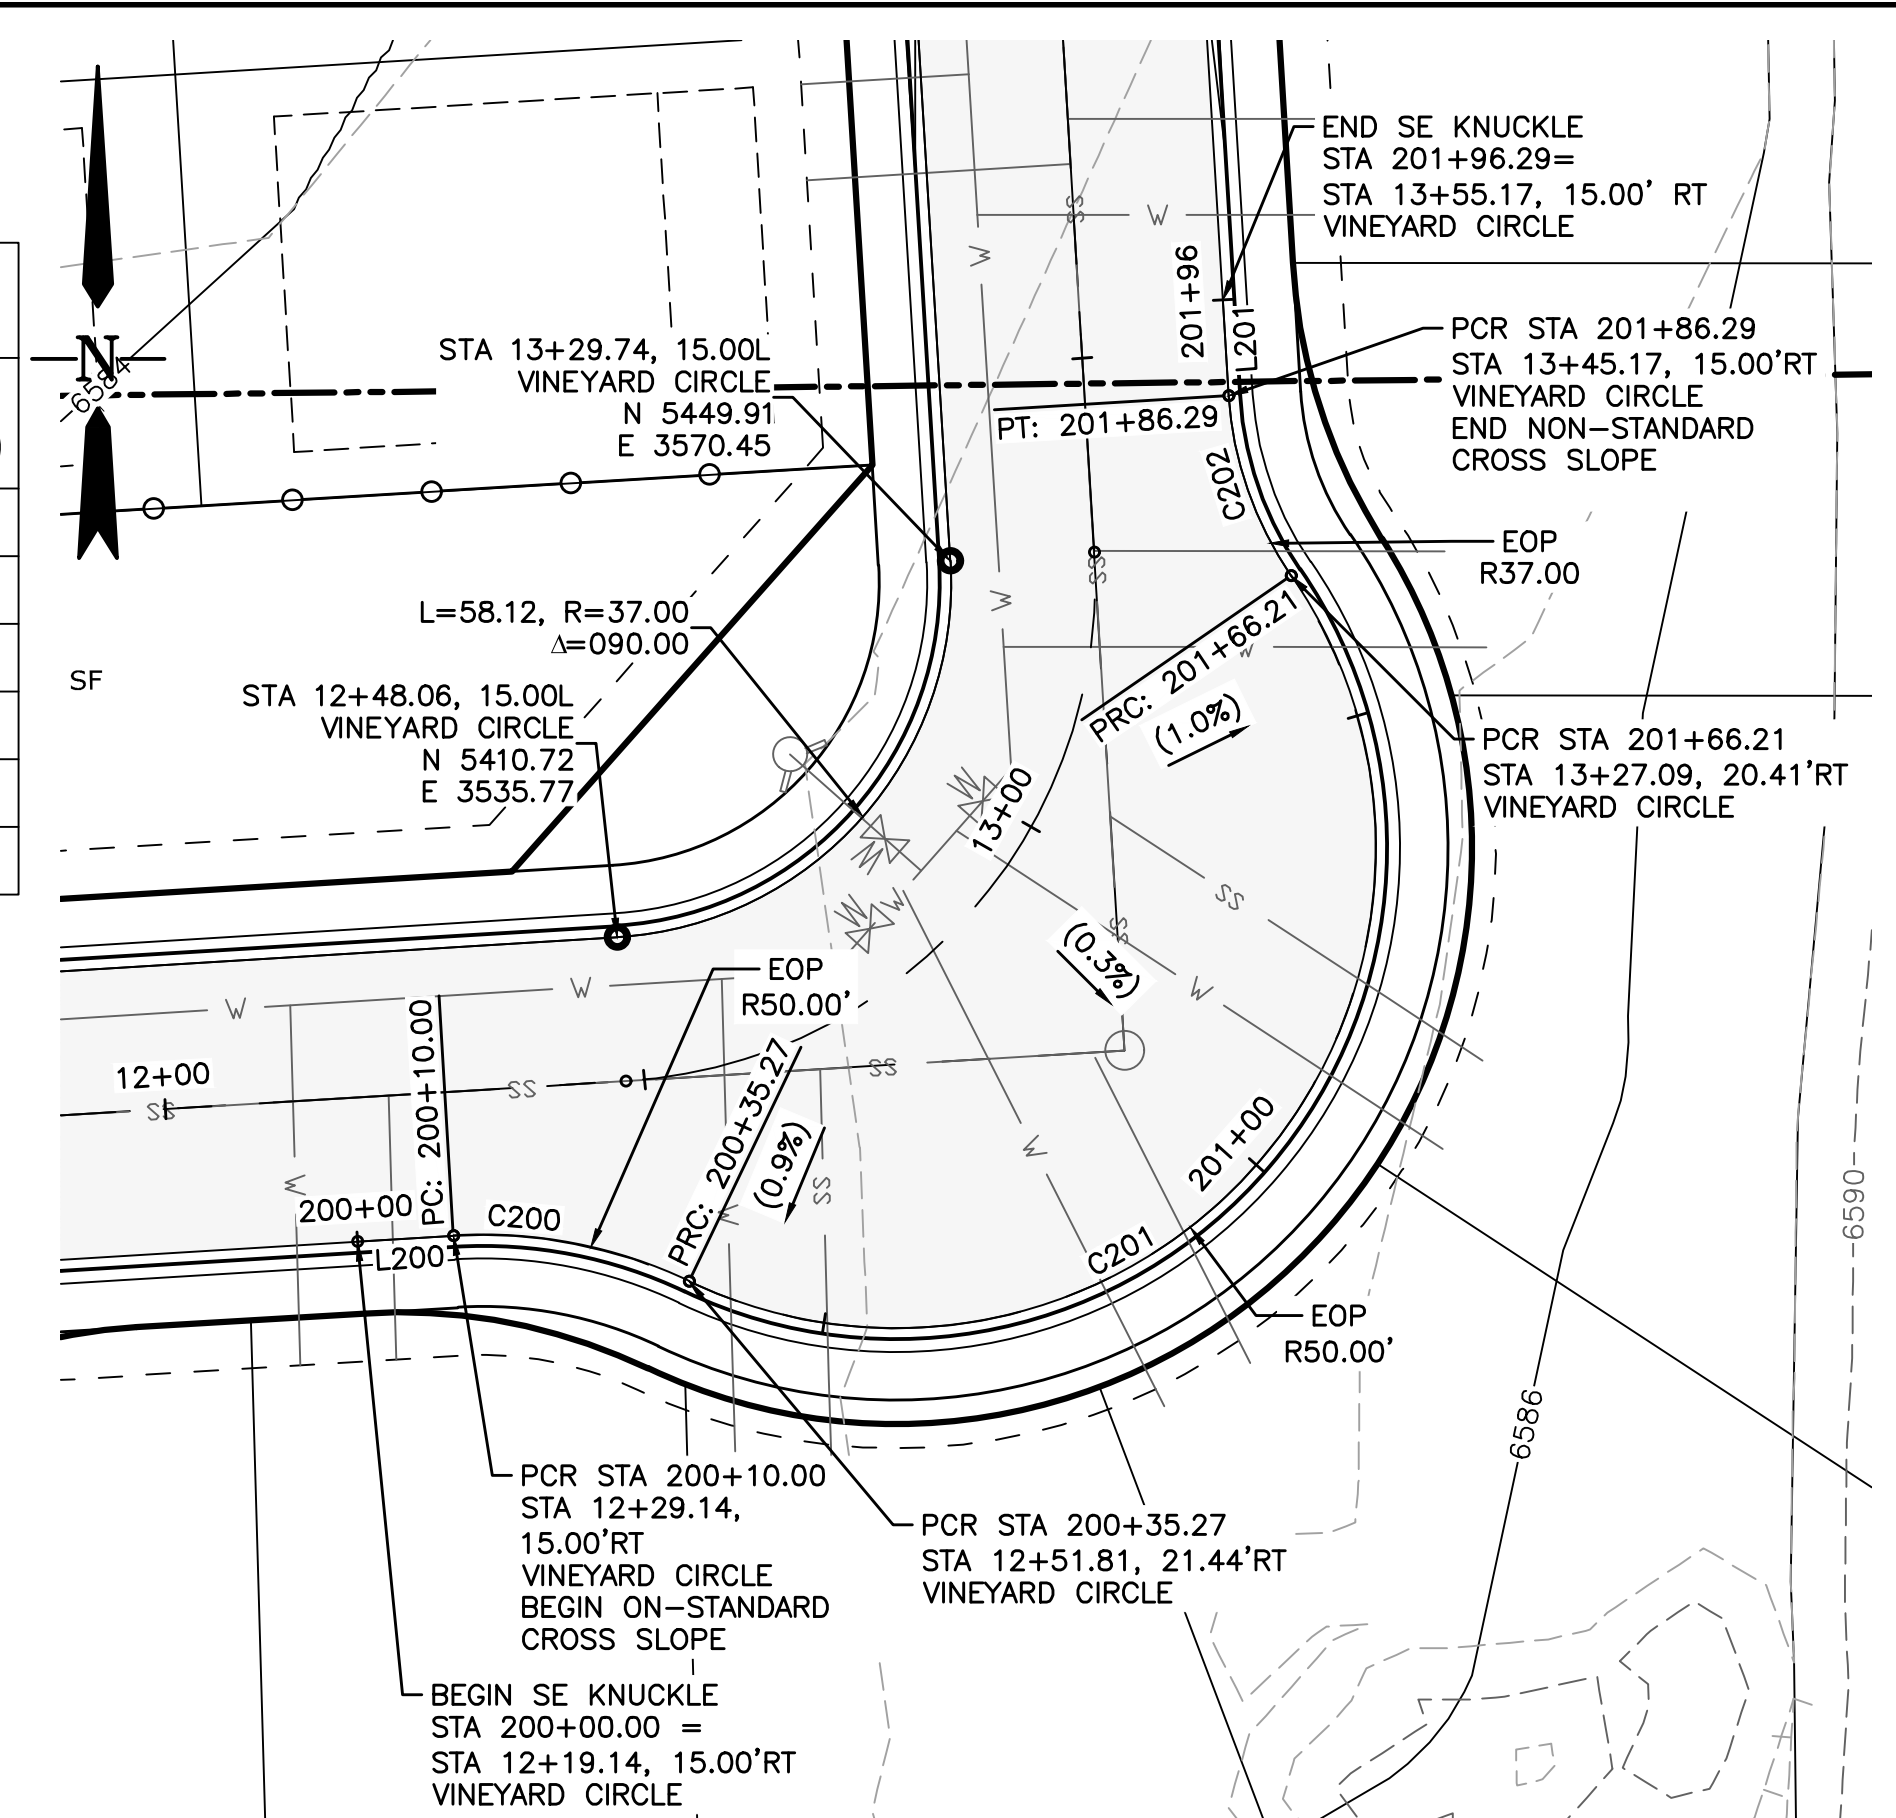 END SE KNUCKLE
STA 201+96.29=
STA 13+55.17, 15.00' RT
VINEYARD CIRCLE
SS
W
W
201+96
L201
N
6584
STA 13+29.74, 15.00L
VINEYARD CIRCLE
N 5449.91
E 3570.45
PCR STA 201+86.29
STA 13+45.17, 15.00'RT
VINEYARD CIRCLE
END NON-STANDARD
CROSS SLOPE
PT: 201+86.29
C202
EOP
R37.00
SS
W
L=58.12, R=37.00
Δ=090.00
PRC: 201+66.21
W
(1.0%)
SF
STA 12+48.06, 15.00L
VINEYARD CIRCLE
N 5410.72
E 3535.77
PCR STA 201+66.21
STA 13+27.09, 20.41'RT
VINEYARD CIRCLE
W
13+00
W
W
W
SS
SS
(0.3%)
W
EOP
R50.00'
W
W
12+00
SS
SS
SS
PC: 200+10.00
PRC: 200+35.27
(0.9%)
SS
W
W
W
201+00
200+00
L200
C200
C201
EOP
R50.00'
6590
6586
PCR STA 200+10.00
STA 12+29.14,
15.00'RT
VINEYARD CIRCLE
BEGIN ON-STANDARD
CROSS SLOPE
PCR STA 200+35.27
STA 12+51.81, 21.44'RT
VINEYARD CIRCLE
BEGIN SE KNUCKLE
STA 200+00.00 =
STA 12+19.14, 15.00'RT
VINEYARD CIRCLE